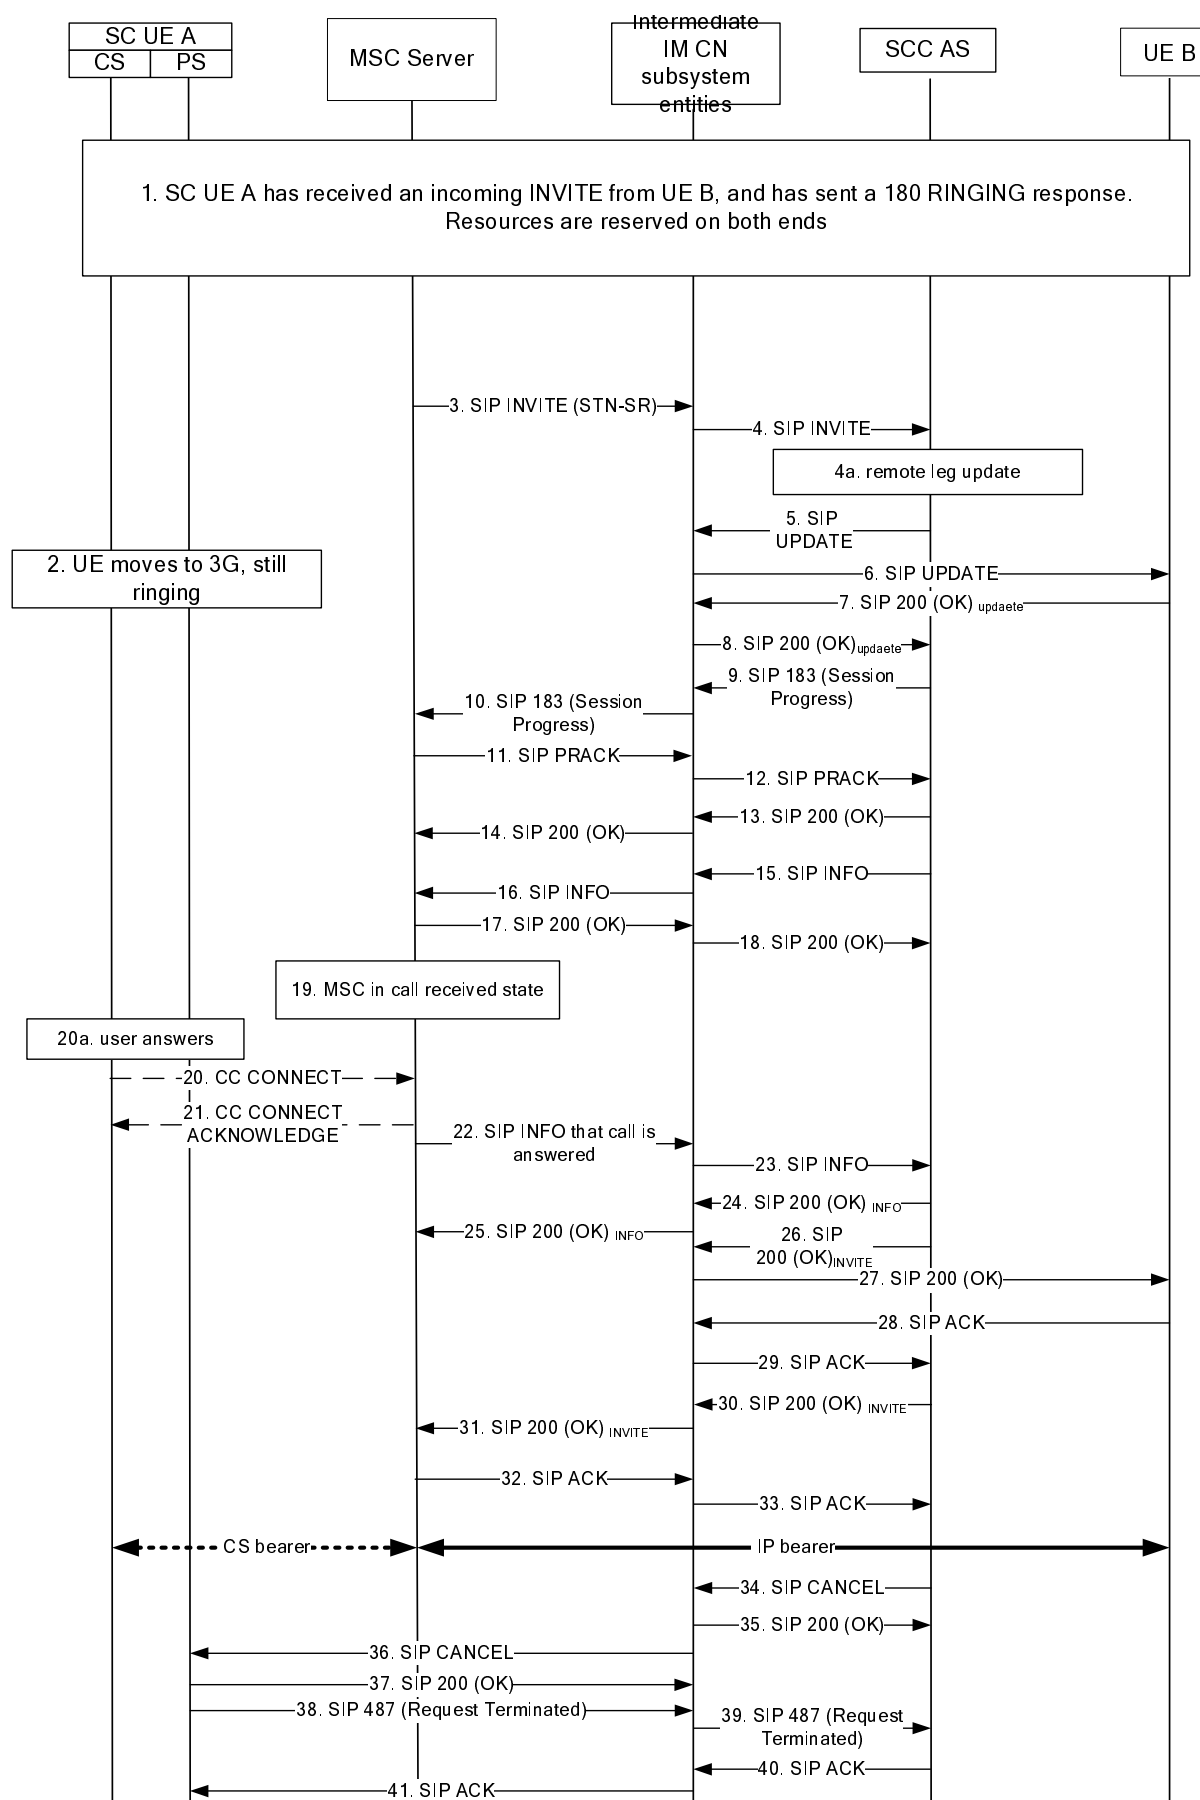 SC UE A
CS
PS
MSC Server
Intermediate
IM CN
subsystem
entities
SCC AS
UE B
1. SC UE A has received an incoming INVITE from UE B, and has sent a 180 RINGING response.
Resources are reserved on both ends
3. SIP INVITE (STN-SR)
4. SIP INVITE
4a. remote leg update
5. SIP
UPDATE
2. UE moves to 3G, still
ringing
6. SIP UPDATE
7. SIP 200 (OK) updaete
8. SIP 200 (OK)updaete
9. SIP 183 (Session
Progress)
10. SIP 183 (Session
Progress)
11. SIP PRACK
12. SIP PRACK
13. SIP 200 (OK)
14. SIP 200 (OK)
15. SIP INFO
16. SIP INFO
17. SIP 200 (OK)
18. SIP 200 (OK)
19. MSC in call received state
20a. user answers
20. CC CONNECT
21. CC CONNECT
ACKNOWLEDGE
22. SIP INFO that call is
answered
23. SIP INFO
24. SIP 200 (OK) INFO
25. SIP 200 (OK) INFO
26. SIP
200 (OK)INVITE
27. SIP 200 (OK)
28. SIP ACK
29. SIP ACK
30. SIP 200 (OK) INVITE
31. SIP 200 (OK) INVITE
32. SIP ACK
33. SIP ACK
CS bearer
IP bearer
34. SIP CANCEL
35. SIP 200 (OK)
36. SIP CANCEL
37. SIP 200 (OK)
38. SIP 487 (Request Terminated)
39. SIP 487 (Request
Terminated)
40. SIP ACK
41. SIP ACK